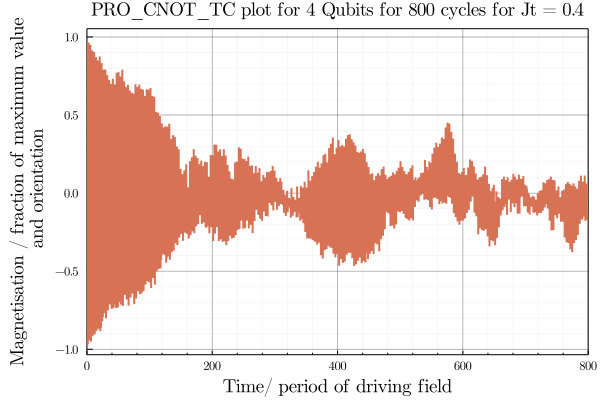 PRO_CNOT_TC plot for 4 Qubits for 800 cycles for Jt = 0.4
Magnetisation / fraction of maximum value
and orientation
1.0
0.5
0.0
−0.5
−1.0
0
200
400
600
800
Time/ period of driving field